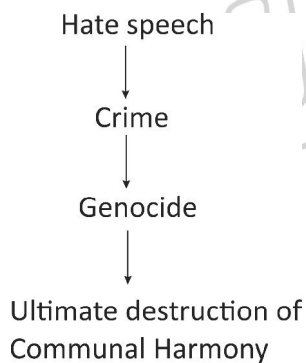 Hate speech
Crime
Genocide
Ultimate destruction of
Communal Harmony